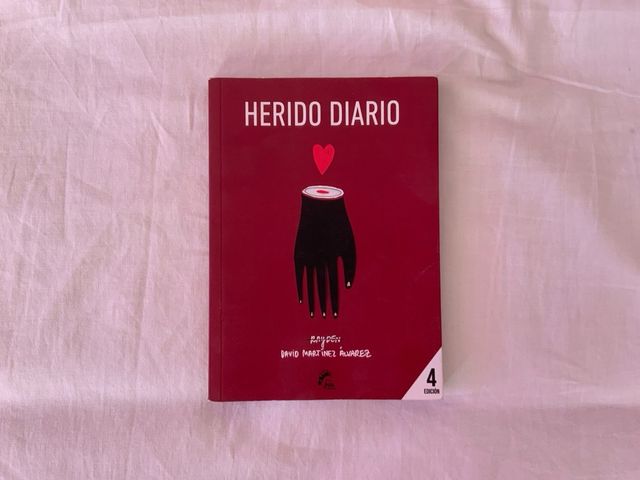 HERIDO DIARIO
RAYDEN
Y
DAVID MARTÍNEZ ÁLVAREZ
4
EDICIÓN